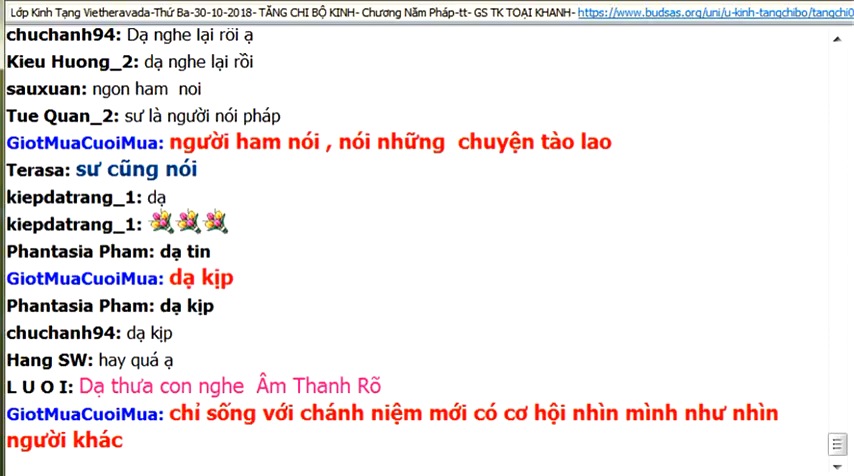 Lớp Kinh Tạng Vietheravada-Thứ Ba-30-10-2018- TĂNG CHI BỘ KINH- Chương Năm Pháp-tt- GS TK TOẠI KHANH- https://www.budsas.org/uni/u-kinh-tangchibo/tangchi0
chuchanh94: Dạ nghe lại rõi ạ
Kieu Huong_2: dạ nghe lại rồi
sauxuan: ngon ham noi
Tue Quan_2: sư là người nói pháp
GiotMuaCuoiMua: người ham nói , nói những chuyện tào lao
Terasa: sư cũng nói
kiepdatrang_1: dạ
kiepdatrang_1:
Phantasia Pham: dạ tin
GiotMuaCuoiMua: dạ kịp
Phantasia Pham: dạ kịp
chuchanh94: dạ kịp
Hang SW: hay quá ạ
L U O I: Dạ thưa con nghe Âm Thanh Rõ
GiotMuaCuoiMua: chỉ sống với chánh niệm mới có cơ hội nhìn mình như nhìn
người khác